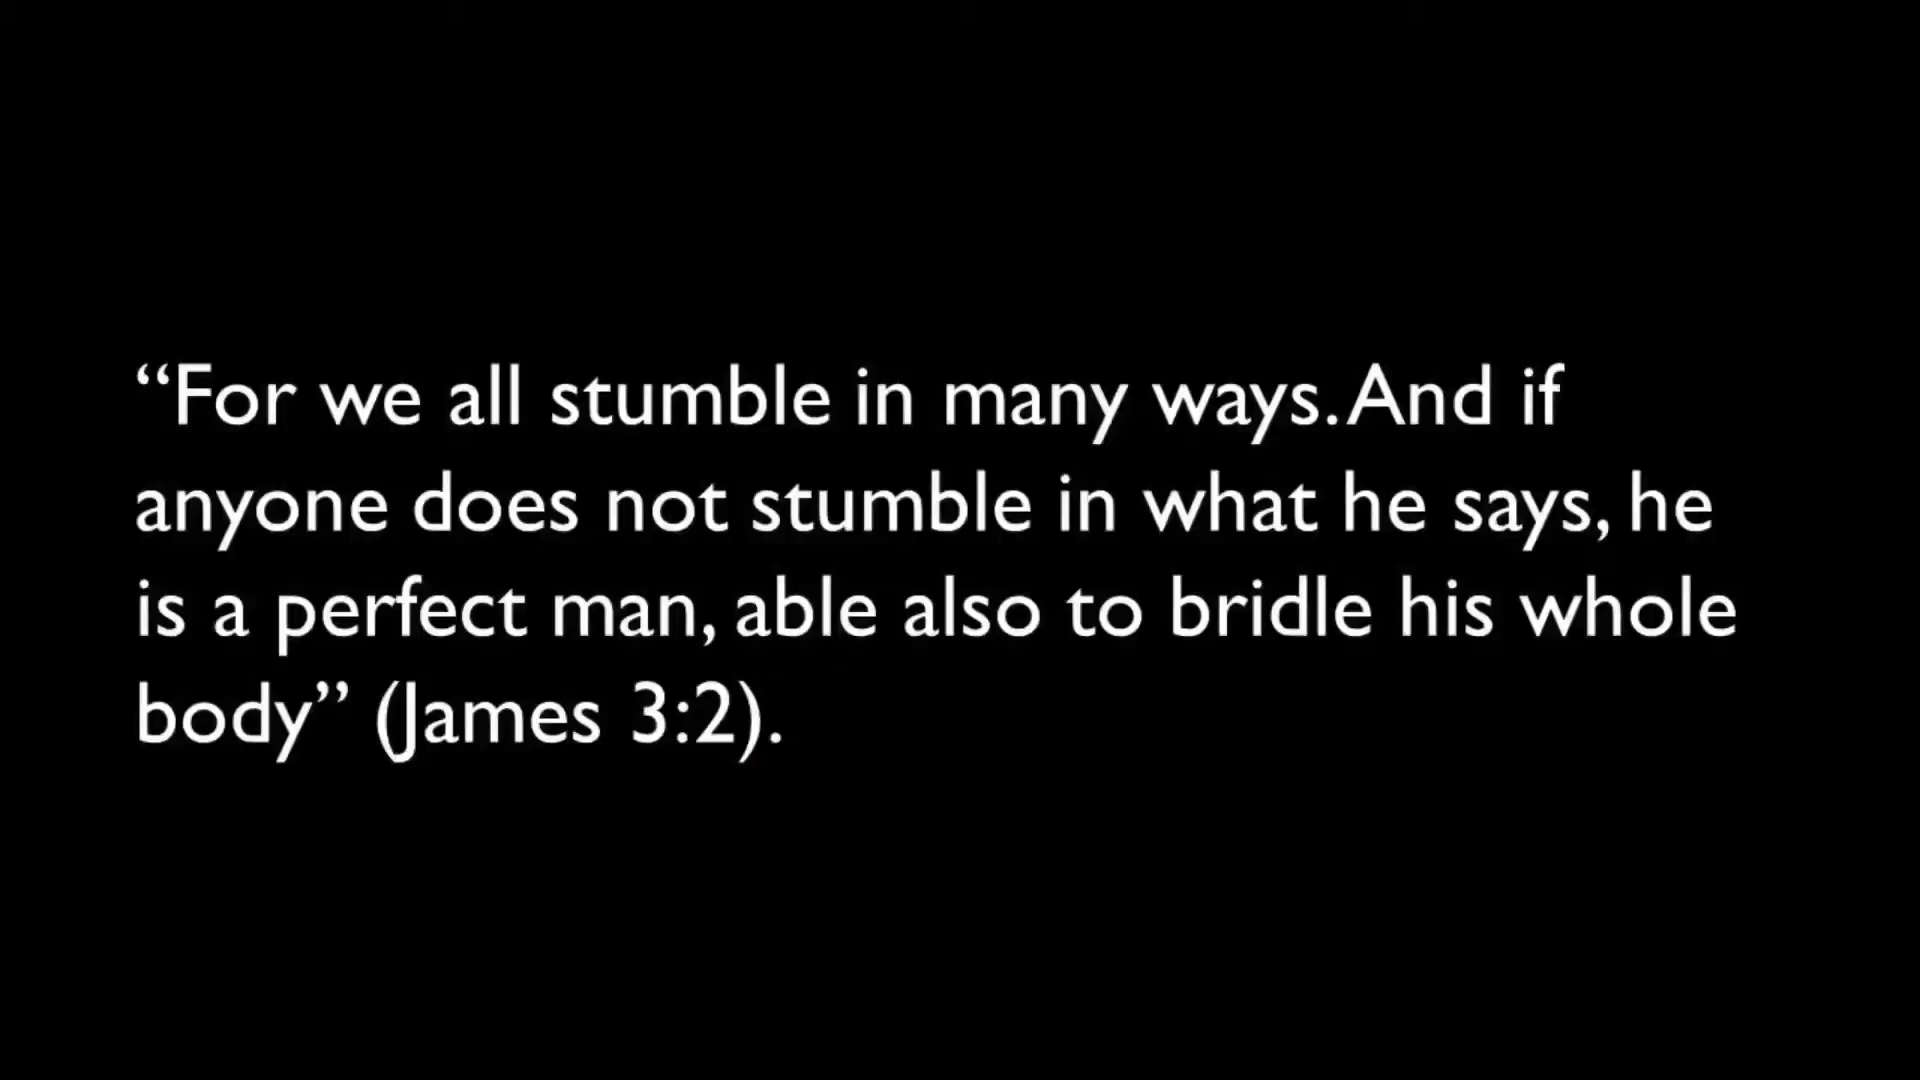 “For we all stumble in many ways. And if
anyone does not stumble in what he says, he
is a perfect man, able also to bridle his whole
body” (James 3:2).